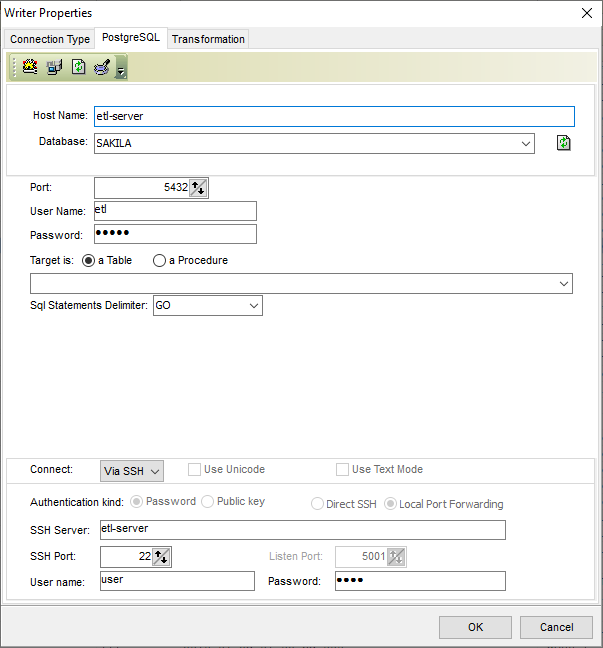 Writer Properties
Connection Type PostgreSQL Transformation
Host Name: etl-server
Database: SAKILA
Port: 5432
User Name: etl
Password: •••••
Target is: a Table a Procedure
Sql Statements Delimiter: GO
Connect: Via SSH Use Unicode Use Text Mode
Authentication kind: Password Public key Direct SSH Local Port Forwarding
SSH Server: etl-server
SSH Port: 22 Listen Port: 5001
User name: user Password: ••••
OK Cancel